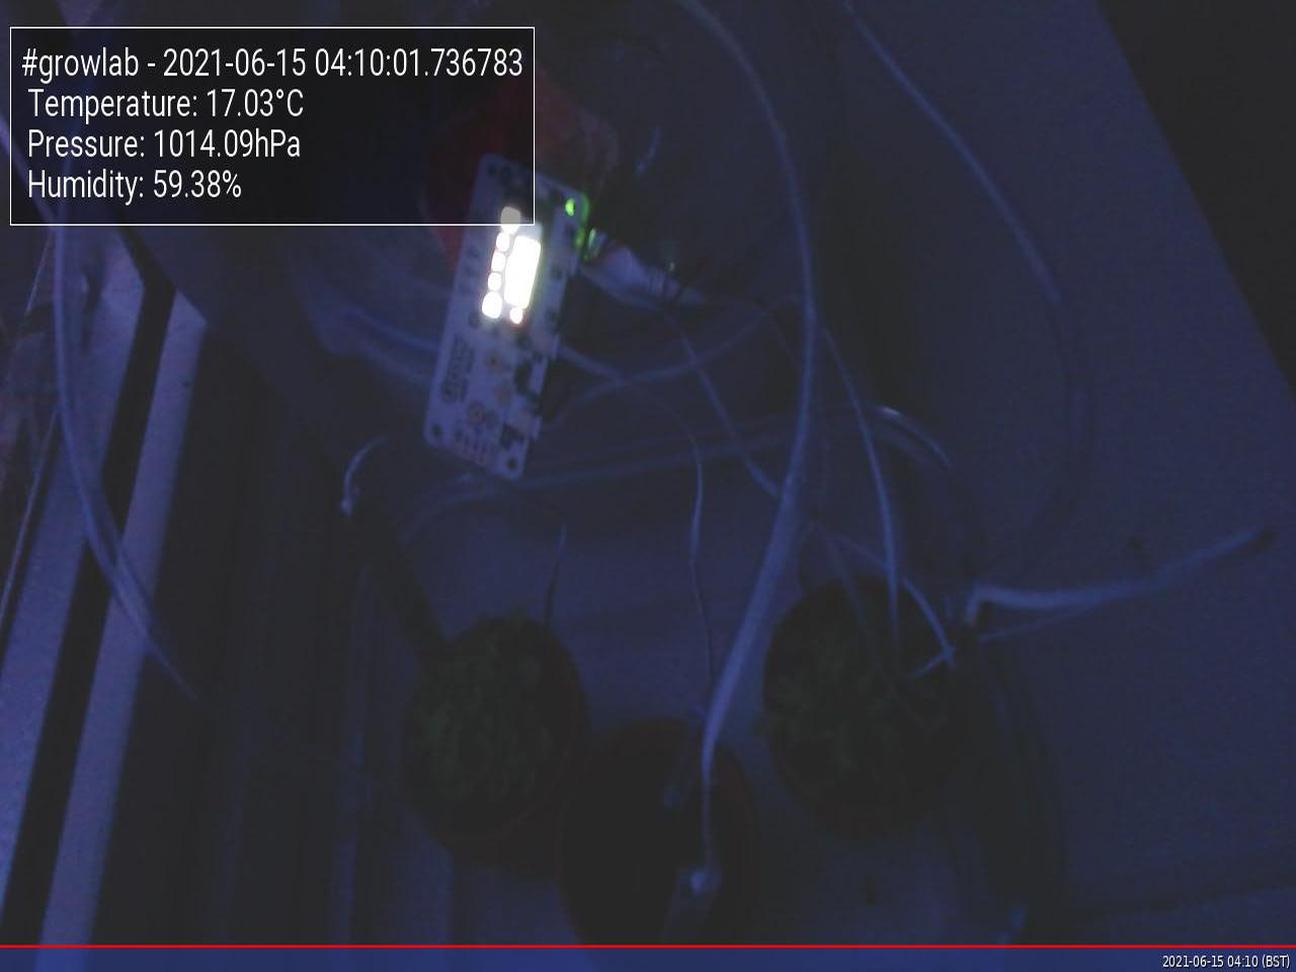 #growlab - 2021-06-15 04:10:01.736783
Temperature: 17.03°C
Pressure: 1014.09hPa
Humidity: 59.38%
2021-06-15 04:10 (BST)